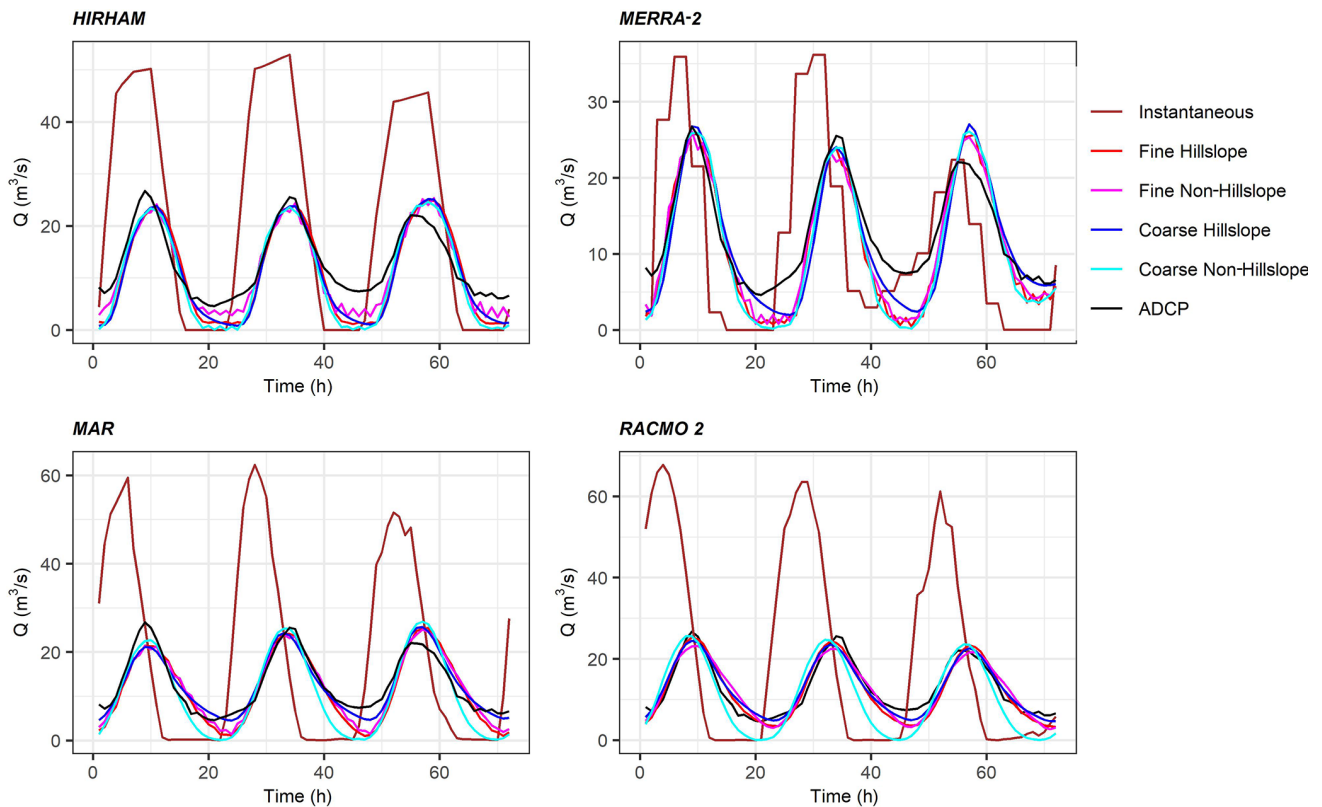 HIRHAM
Q (m³/s)
40
20
0
0 20 40 60
Time (h)
MERRA-2
Q (m³/s)
30
20
10
0
0 20 40 60
Time (h)
Instantaneous
Fine Hillslope
Fine Non-Hillslope
Coarse Hillslope
Coarse Non-Hillslope
ADCP
MAR
Q (m³/s)
60
40
20
0
0 20 40 60
Time (h)
RACMO 2
Q (m³/s)
60
40
20
0
0 20 40 60
Time (h)